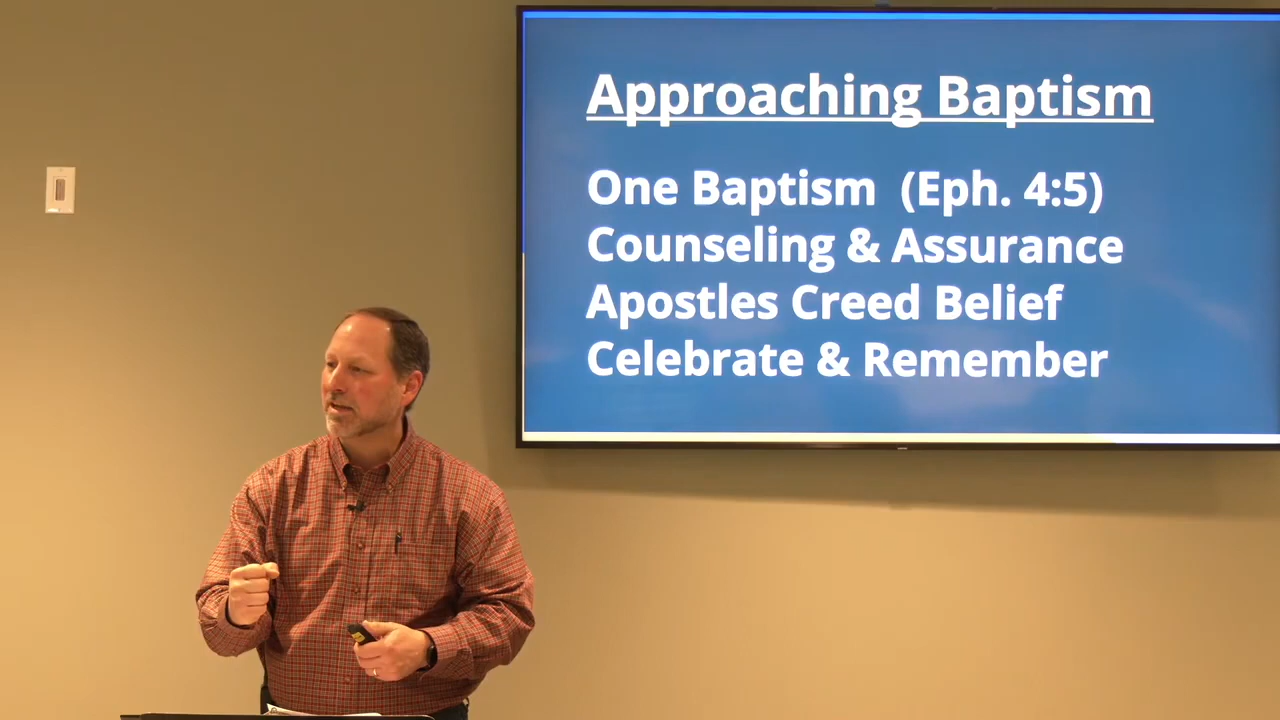 Approaching Baptism
One Baptism (Eph. 4:5)
Counseling & Assurance
Apostles Creed Belief
Celebrate & Remember